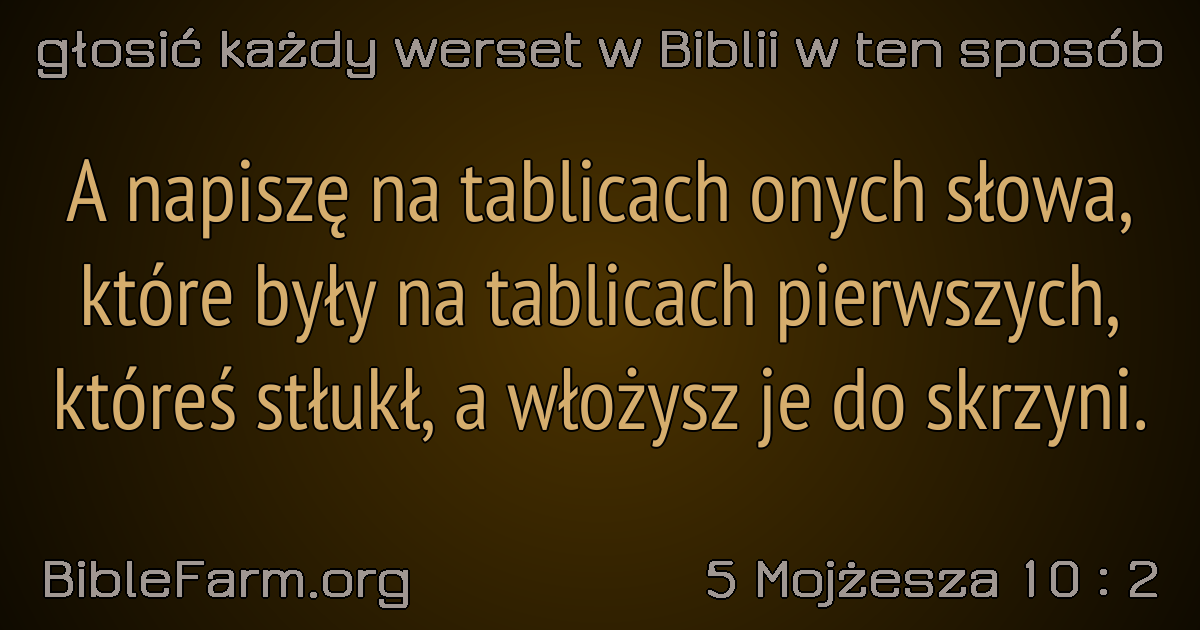 głosić każdy werset w Biblii w ten sposób
A napiszę na tablicach onych słowa,
które były na tablicach pierwszych,
któreś stłukł, a włożysz je do skrzyni.
BibleFarm.org
5 Mojżesza 10 : 2